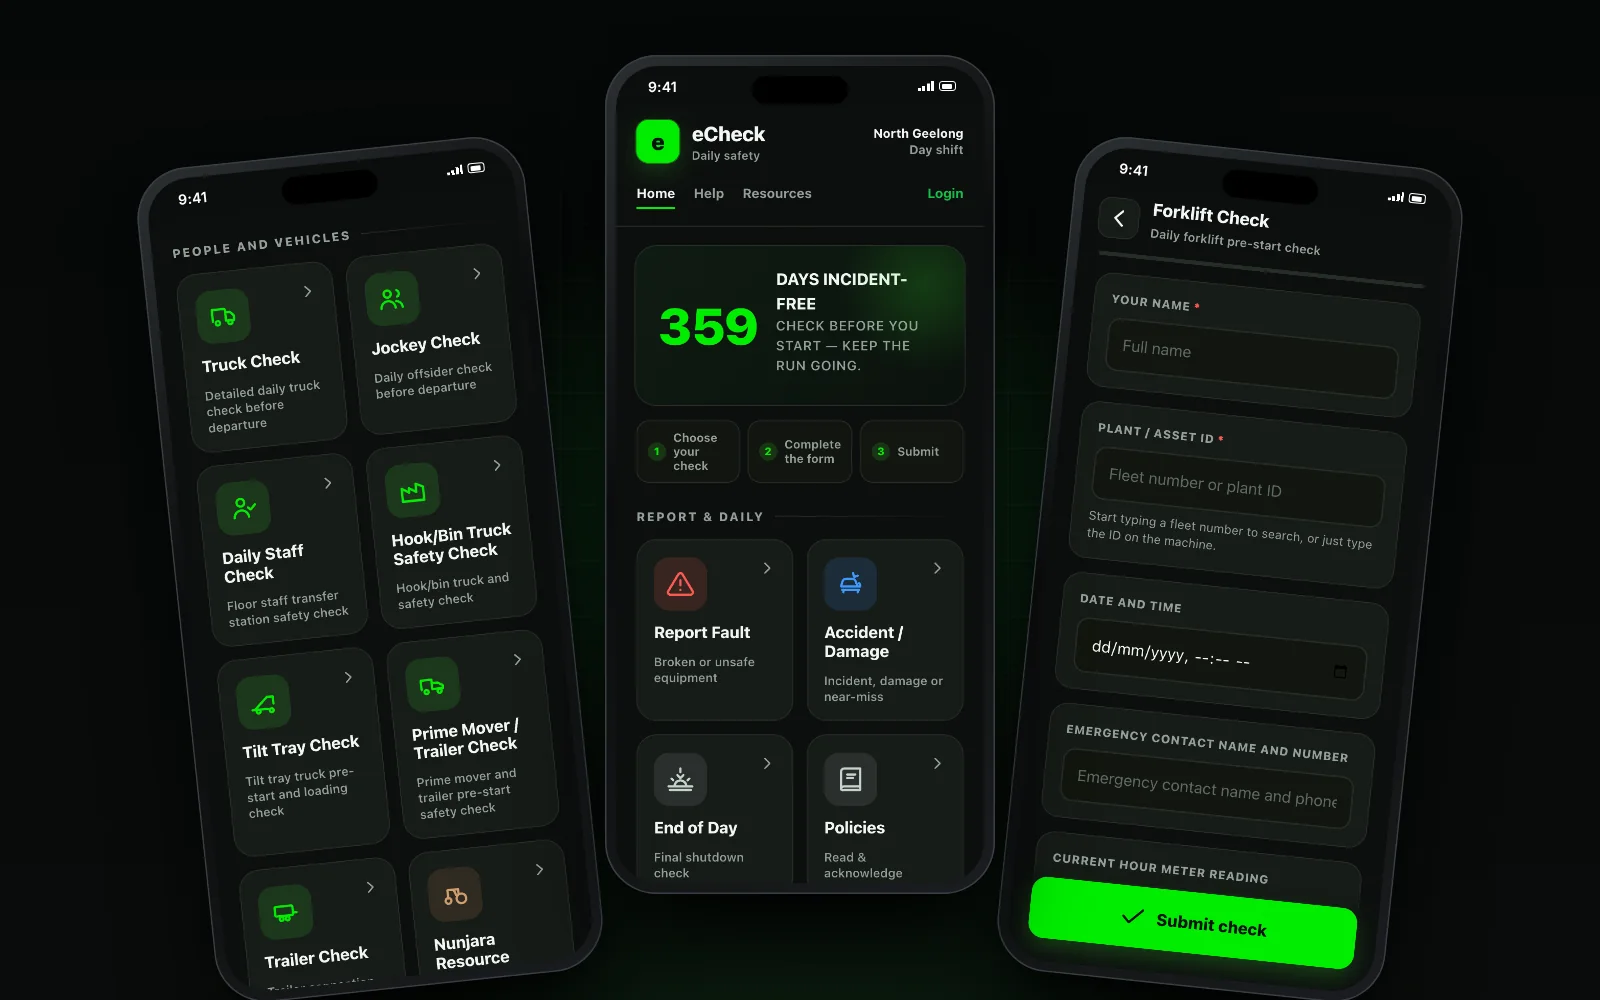 9:41
PEOPLE AND VEHICLES
Truck Check
Detailed daily truck
check before
departure
Jockey Check
Daily offsider check
before departure
Daily Staff
Check
Floor staff transfer
station safety check
Hook/Bin Truck
Safety Check
Hook/bin truck and
safety check
Tilt Tray Check
Tilt tray truck pre-
start and loading
check
Prime Mover /
Trailer Check
Prime mover and
trailer pre-start
safety check
Trailer Check
Nunjara
Resource
9:41
e
eCheck
Daily safety
North Geelong
Day shift
Home Help Resources Login
359
DAYS INCIDENT-
FREE
CHECK BEFORE YOU
START — KEEP THE
RUN GOING.
1
Choose
your
check
2
Complete
the form
3
Submit
REPORT & DAILY
Report Fault
Broken or unsafe
equipment
Accident /
Damage
Incident, damage or
near-miss
End of Day
Final shutdown
check
Policies
Read &
acknowledge
9:41
Forklift Check
Daily forklift pre-start check
YOUR NAME *
Full name
PLANT / ASSET ID *
Fleet number or plant ID
Start typing a fleet number to search, or just type
the ID on the machine.
DATE AND TIME
dd/mm/yyyy, --:-- --
EMERGENCY CONTACT NAME AND NUMBER
Emergency contact name and phone
CURRENT HOUR METER READING
Submit check